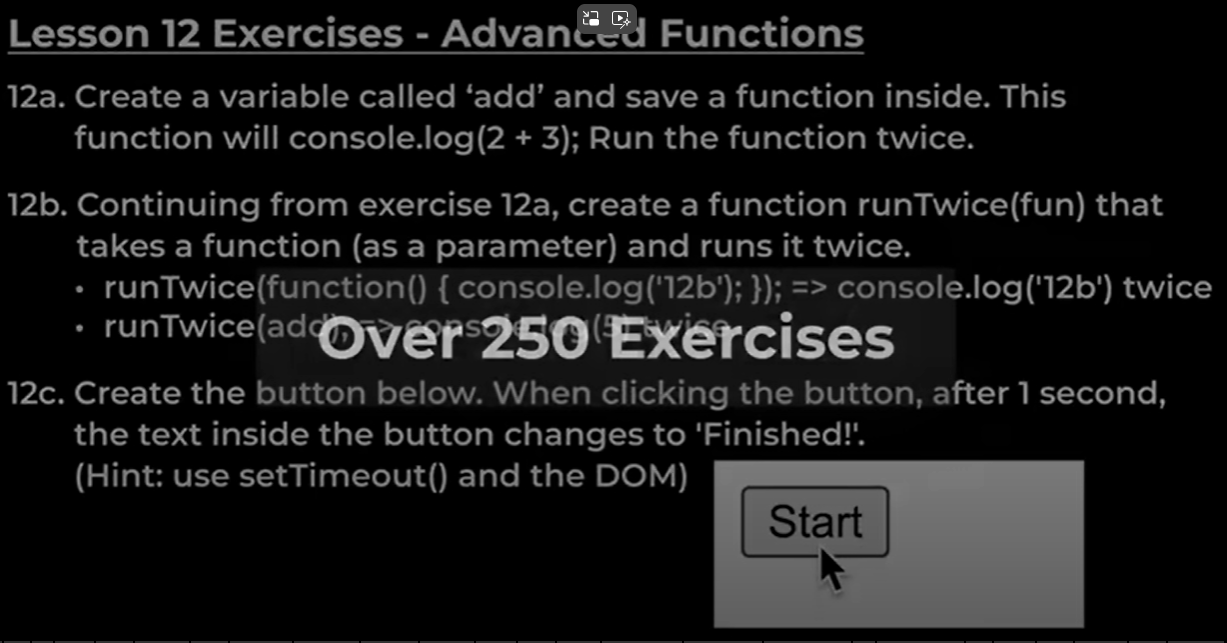 Lesson 12 Exercises - Advanced Functions
12a. Create a variable called ‘add’ and save a function inside. This
function will console.log(2 + 3); Run the function twice.
12b. Continuing from exercise 12a, create a function runTwice(fun) that
takes a function (as a parameter) and runs it twice.
• runTwice(function() { console.log('12b'); }); => console.log('12b') twice
• runTwice(add); => console.log(5) twice
Over 250 Exercises
12c. Create the button below. When clicking the button, after 1 second,
the text inside the button changes to 'Finished!'.
(Hint: use setTimeout() and the DOM)
Start